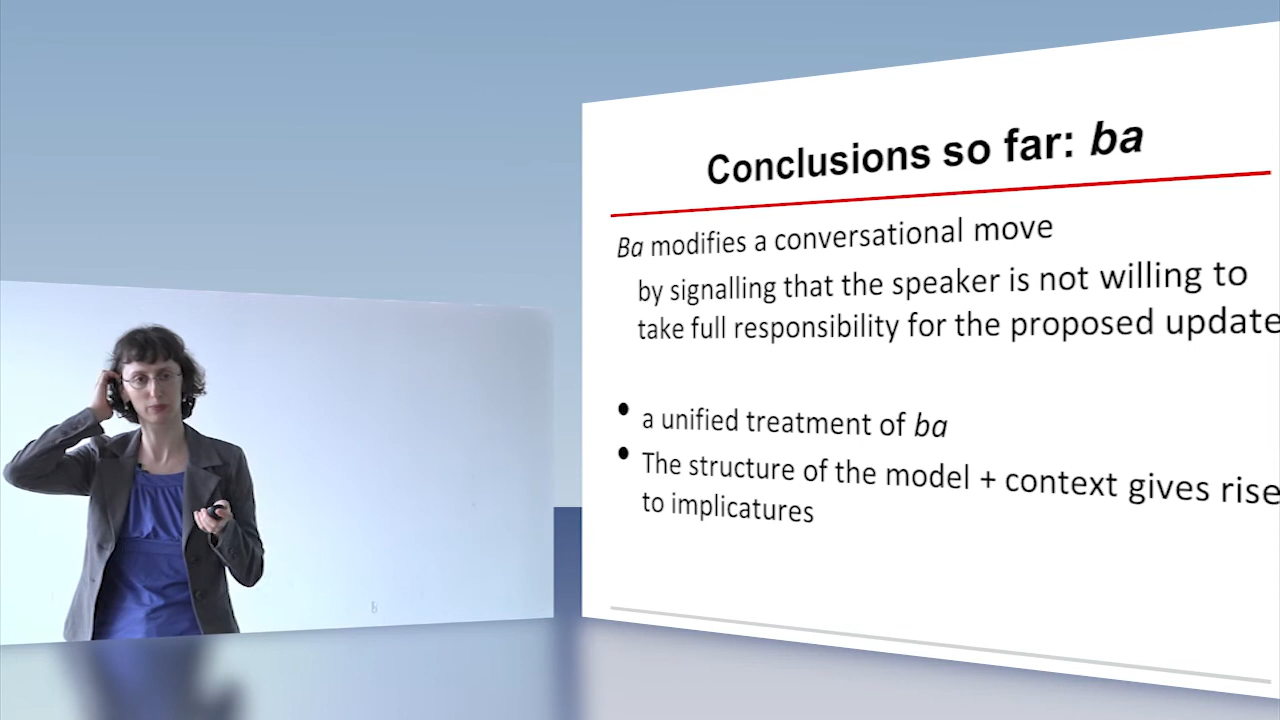 Conclusions so far: ba
Ba modifies a conversational move
by signalling that the speaker is not willing to
take full responsibility for the proposed update
• a unified treatment of ba
• The structure of the model + context gives rise
to implicatures
b